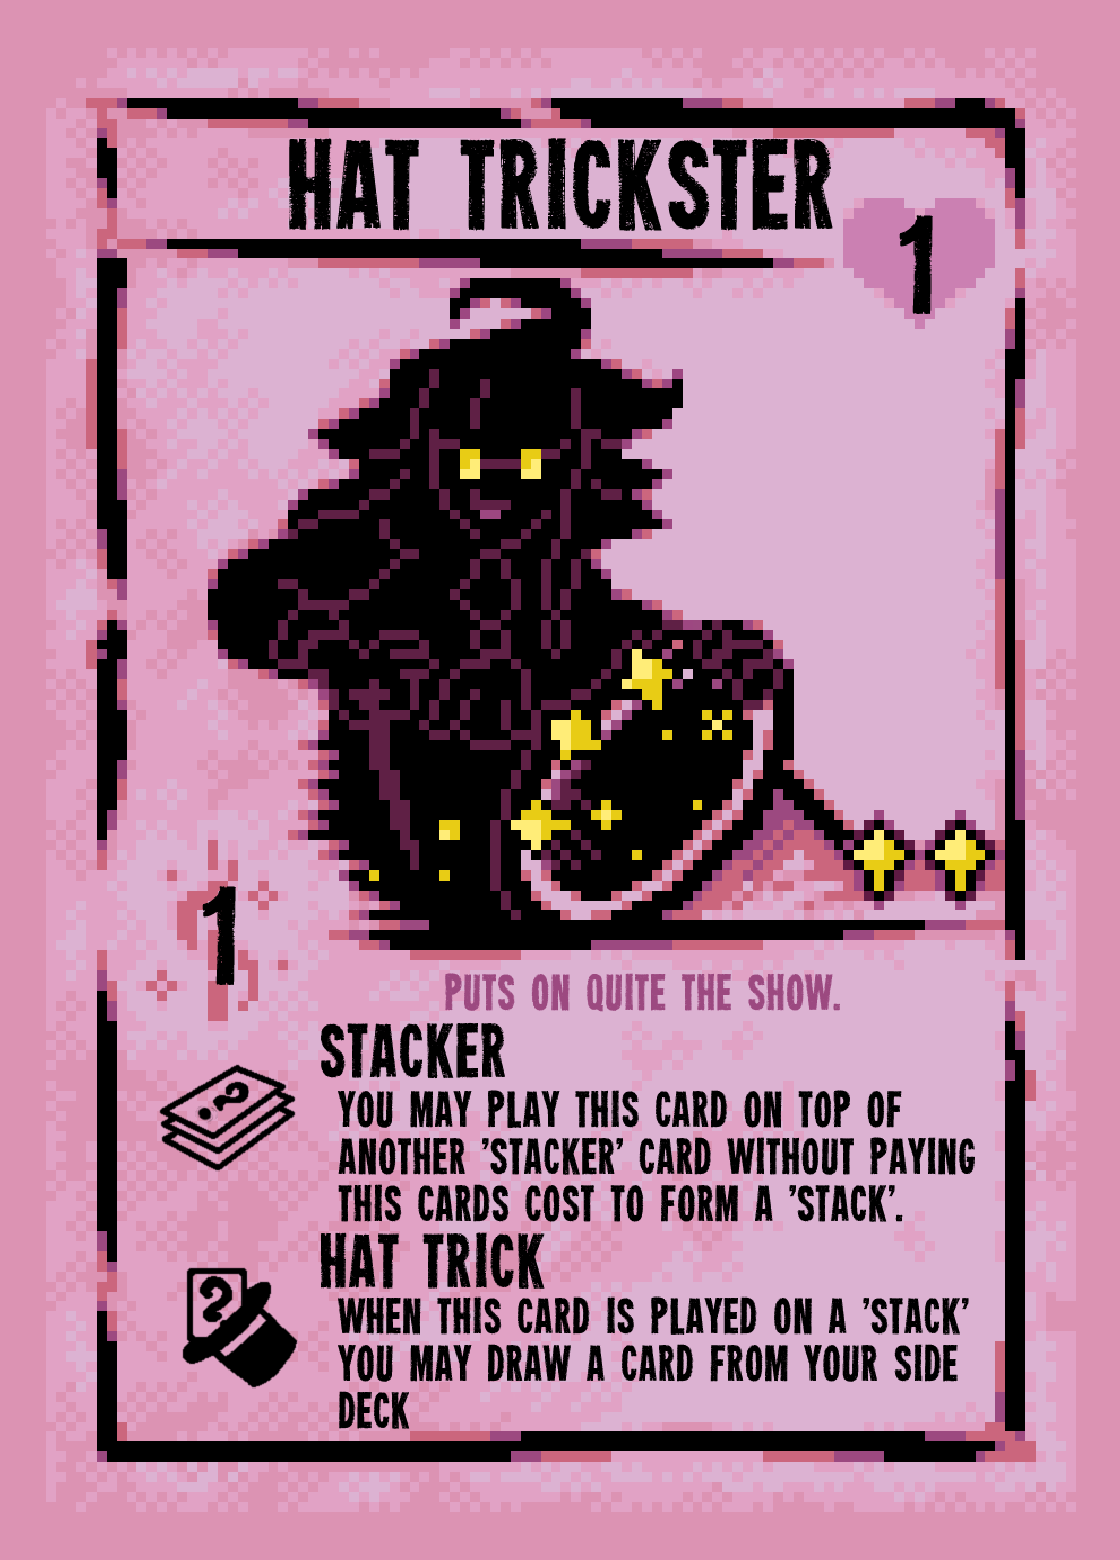 HAT TRICKSTER
1
1
PUTS ON QUITE THE SHOW.
STACKER
YOU MAY PLAY THIS CARD ON TOP OF
ANOTHER 'STACKER' CARD WITHOUT PAYING
THIS CARDS COST TO FORM A 'STACK'.
?
HAT TRICK
WHEN THIS CARD IS PLAYED ON A 'STACK'
YOU MAY DRAW A CARD FROM YOUR SIDE
DECK
?